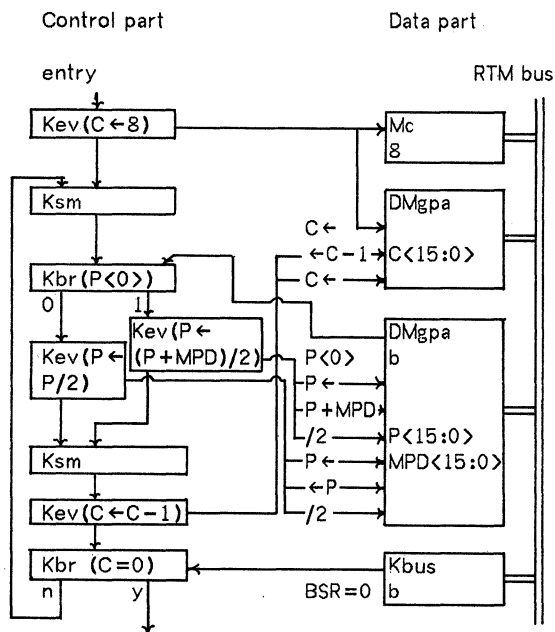 Control part
Data part
entry
RTM bus
Kev(C←8)
Mc
8
Ksm
DMgpa
C<15:0>
C←
←C-1
C←
Kbr(P<0>)
0
1
Kev(P←
P/2)
Kev(P←
(P+MPD)/2)
DMgpa
b
P<15:0>
MPD<15:0>
P<0>
P←
P+MPD
/2
P←
←P
/2
Ksm
Kev(C←C-1)
Kbr (C=0)
n
y
BSR=0
Kbus
b